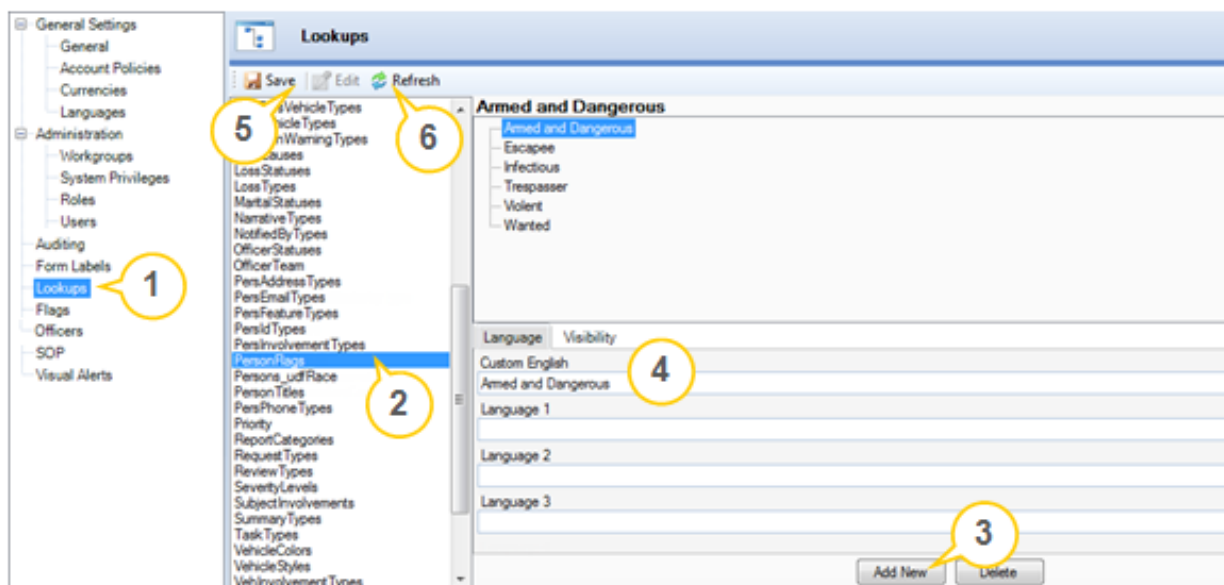 General Settings
General
Account Policies
Currencies
Languages
Administration
Workgroups
System Privileges
Roles
Users
Auditing
Form Labels
Lookups
Flags
Officers
SOP
Visual Alerts
1
Lookups
Save
Edit
Refresh
5
6
VehicleTypes
hicleTypes
WarningTypes
auses
LossStatuses
LossTypes
MaritalStatuses
NarrativeTypes
NotifiedByTypes
OfficerStatuses
OfficerTeam
PersAddressTypes
PersEmailTypes
PersFeatureTypes
PersIdTypes
PersInvolvementTypes
PersonFlags
Persons_udfRace
PersonTitles
PersPhoneTypes
Priority
ReportCategories
RequestTypes
ReviewTypes
SeverityLevels
SubjectInvolvements
SummaryTypes
TaskTypes
VehicleColors
VehicleStyles
VehInvolvementTypes
2
Armed and Dangerous
Armed and Dangerous
Escapee
Infectious
Trespasser
Violent
Wanted
Language
Visibility
Custom English
4
Armed and Dangerous
Language 1
Language 2
Language 3
3
Add New
Delete